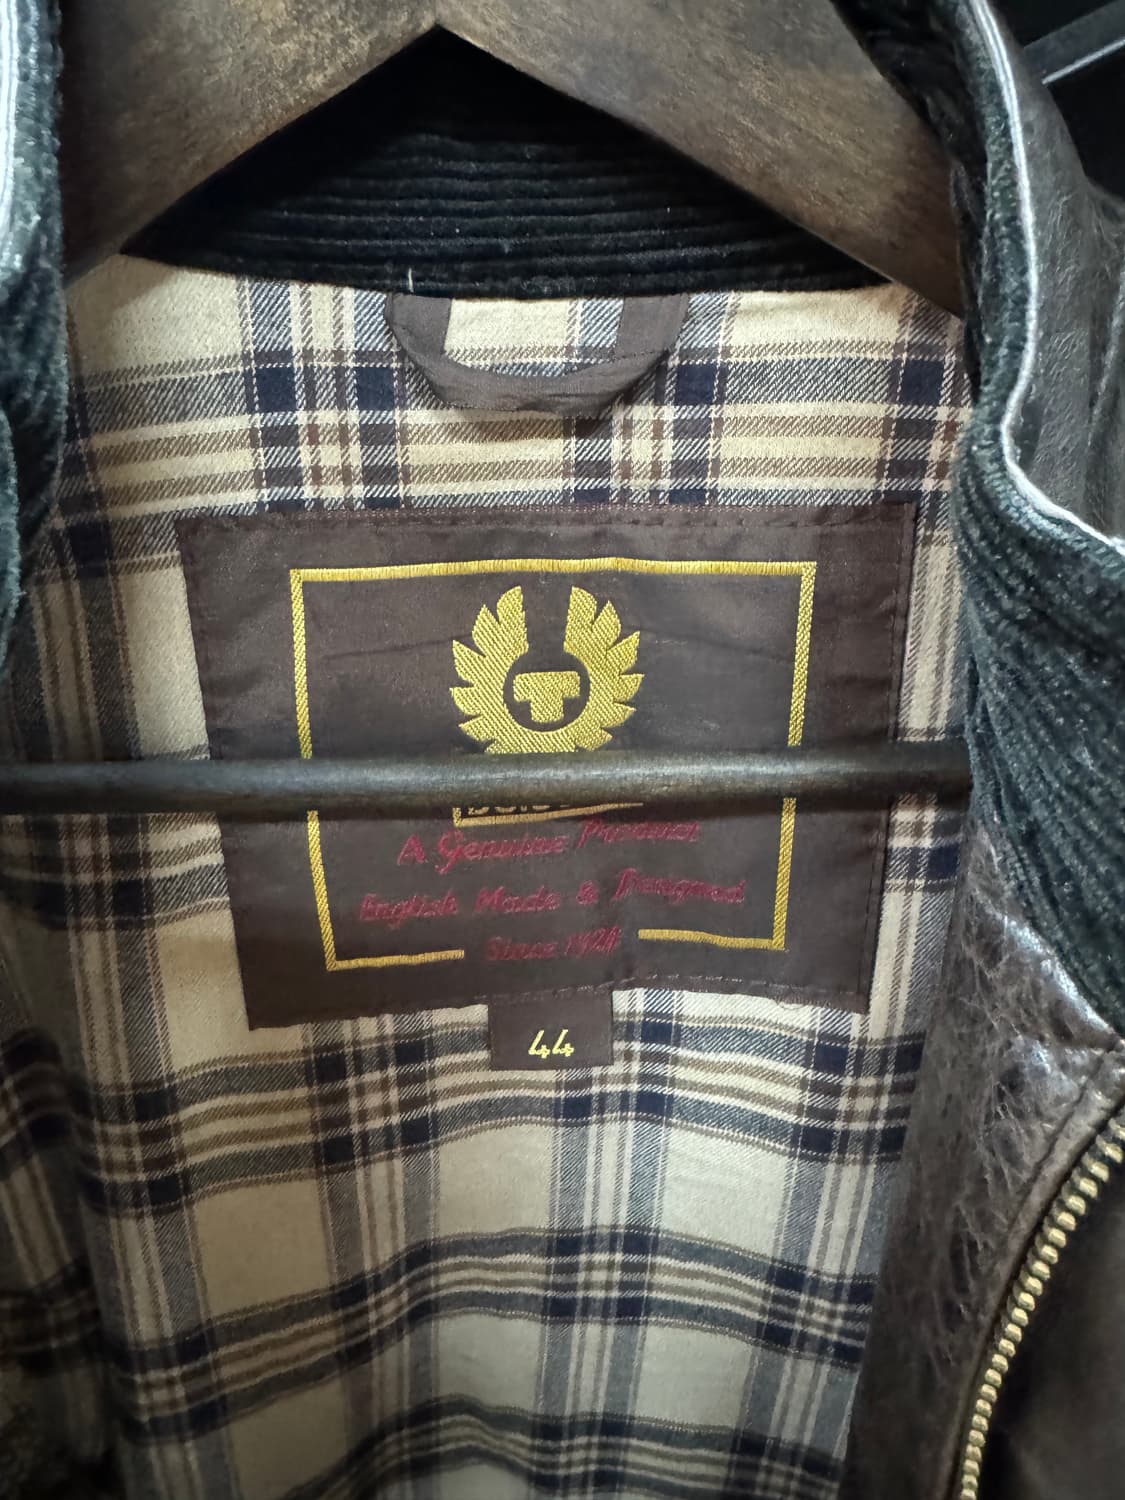 A Genuine Product
English Made & Designed
Since 1924
44